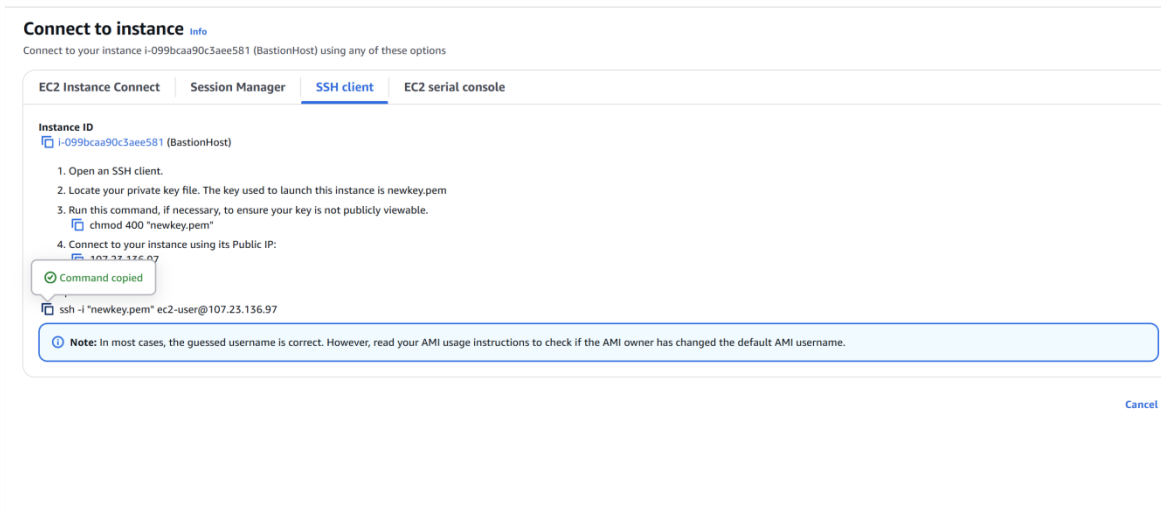 Connect to instance Info
Connect to your instance i-099bcaa90c3aee581 (BastionHost) using any of these options
EC2 Instance Connect
Session Manager
SSH client
EC2 serial console
Instance ID
i-099bcaa90c3aee581 (BastionHost)
1. Open an SSH client.
2. Locate your private key file. The key used to launch this instance is newkey.pem
3. Run this command, if necessary, to ensure your key is not publicly viewable.
chmod 400 "newkey.pem"
4. Connect to your instance using its Public IP:
107.23.136.97
Command copied
ssh -i "newkey.pem" ec2-user@107.23.136.97
Note: In most cases, the guessed username is correct. However, read your AMI usage instructions to check if the AMI owner has changed the default AMI username.
Cancel